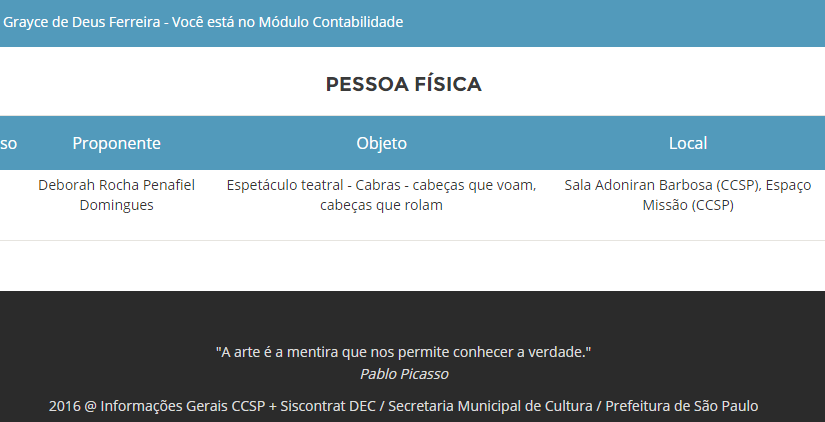 Grayce de Deus Ferreira - Você está no Módulo Contabilidade
PESSOA FÍSICA
so Proponente Objeto Local
Deborah Rocha Penafiel Domingues
Espetáculo teatral - Cabras - cabeças que voam, cabeças que rolam
Sala Adoniran Barbosa (CCSP), Espaço Missão (CCSP)
"A arte é a mentira que nos permite conhecer a verdade."
Pablo Picasso
2016 @ Informações Gerais CCSP + Siscontrat DEC / Secretaria Municipal de Cultura / Prefeitura de São Paulo